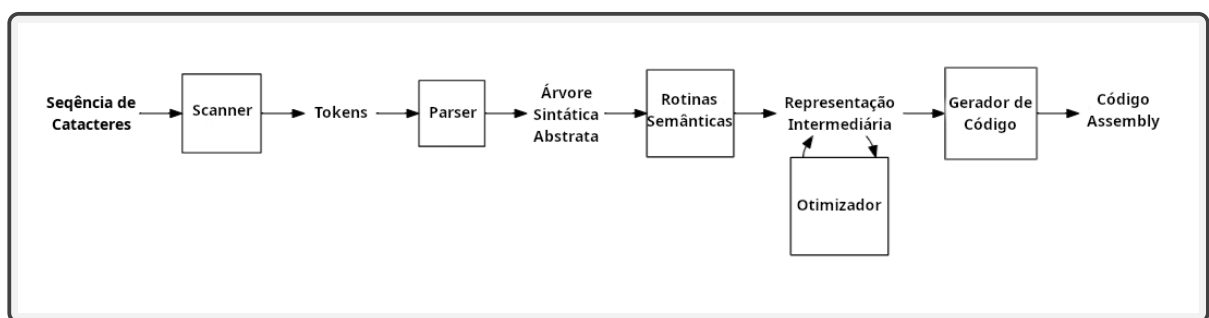 Seqência de
Catacteres
Scanner
Tokens
Parser
Árvore
Sintática
Abstrata
Rotinas
Semânticas
Representação
Intermediária
Otimizador
Gerador de
Código
Código
Assembly